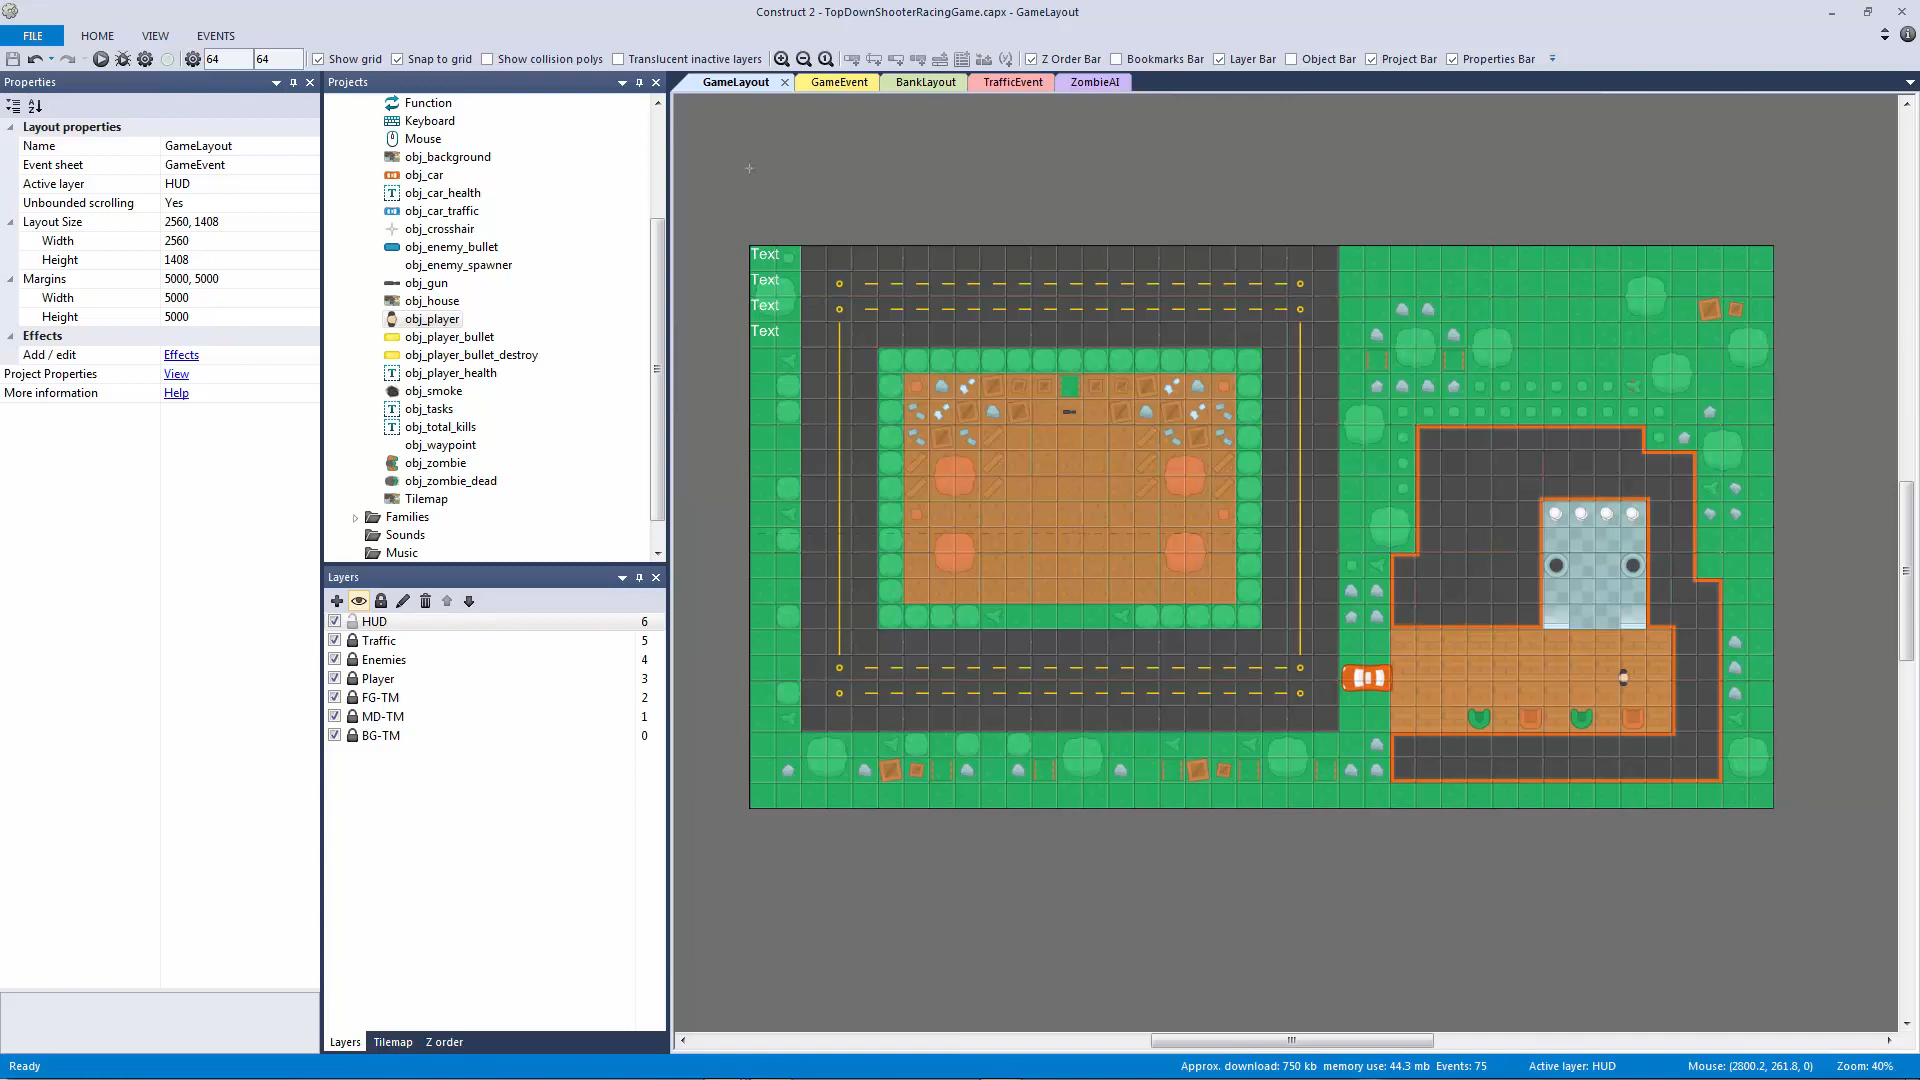 Construct 2 - TopDownShooterRacingGame.capx - GameLayout
FILE
HOME
VIEW
EVENTS
64
64
Show grid
Snap to grid
Show collision polys
Translucent inactive layers
Z Order Bar
Bookmarks Bar
Layer Bar
Object Bar
Project Bar
Properties Bar
Properties
Projects
GameLayout
GameEvent
BankLayout
TrafficEvent
ZombieAI
Layout properties
Name GameLayout
Event sheet GameEvent
Active layer HUD
Unbounded scrolling Yes
Layout Size 2560, 1408
Width 2560
Height 1408
Margins 5000, 5000
Width 5000
Height 5000
Effects
Add / edit Effects
Project Properties View
More information Help
Function
Keyboard
Mouse
obj_background
obj_car
obj_car_health
obj_car_traffic
obj_crosshair
obj_enemy_bullet
obj_enemy_spawner
obj_gun
obj_house
obj_player
obj_player_bullet
obj_player_bullet_destroy
obj_player_health
obj_smoke
obj_tasks
obj_total_kills
obj_waypoint
obj_zombie
obj_zombie_dead
Tilemap
Families
Sounds
Music
Layers
HUD 6
Traffic 5
Enemies 4
Player 3
FG-TM 2
MD-TM 1
BG-TM 0
Layers
Tilemap
Z order
Text
Text
Text
Text
Ready
Approx. download: 750 kb memory use: 44.3 mb Events: 75
Active layer: HUD
Mouse: (2800.2, 261.8, 0)
Zoom: 40%